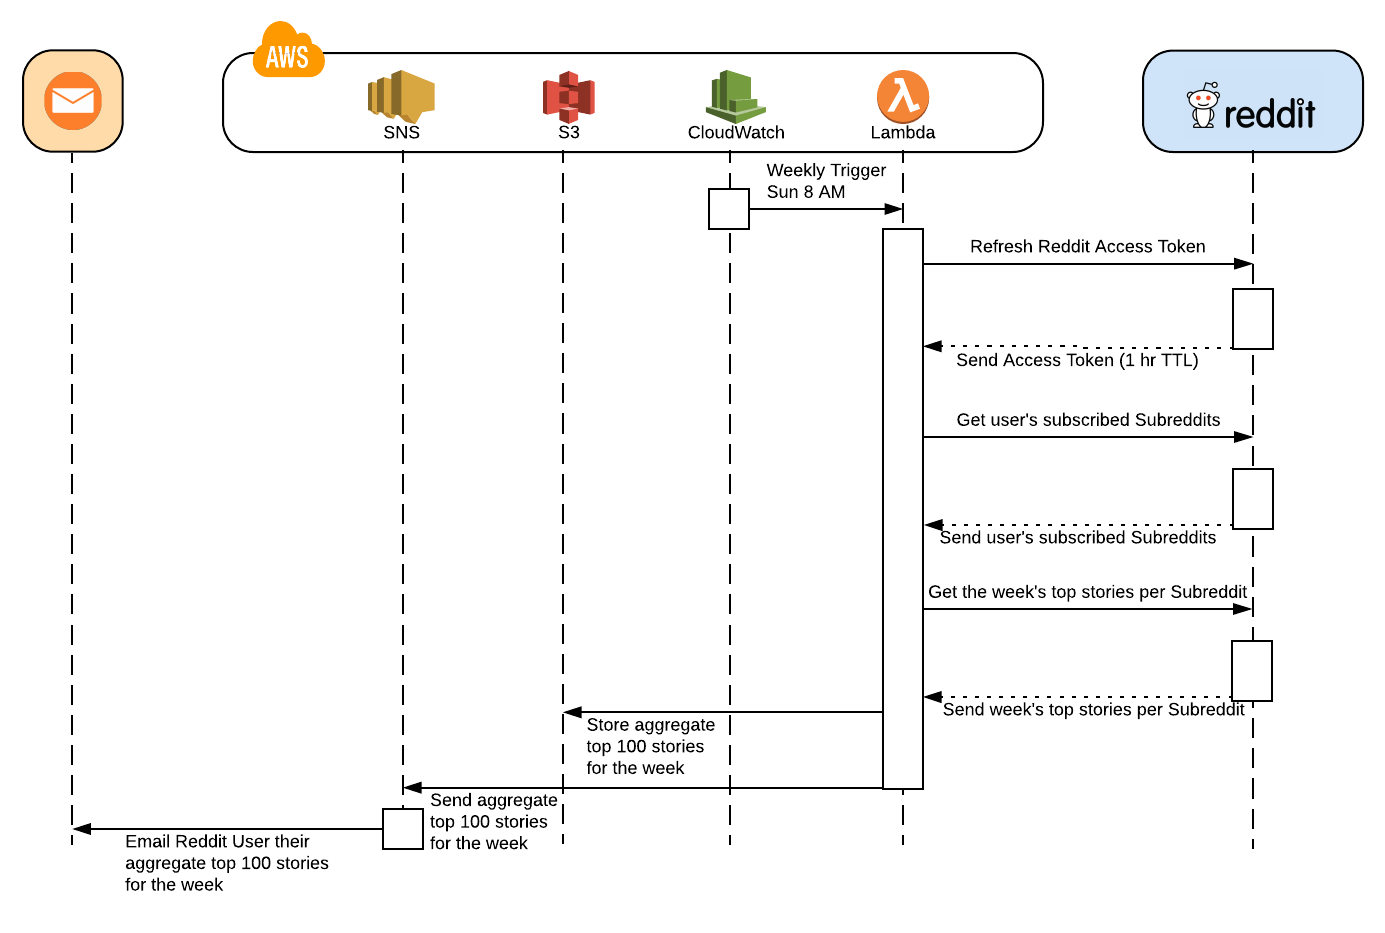 AWS
SNS
S3
CloudWatch
Lambda
reddit
Weekly Trigger
Sun 8 AM
Refresh Reddit Access Token
Send Access Token (1 hr TTL)
Get user's subscribed Subreddits
Send user's subscribed Subreddits
Get the week's top stories per Subreddit
Send week's top stories per Subreddit
Store aggregate
top 100 stories
for the week
Send aggregate
top 100 stories
for the week
Email Reddit User their
aggregate top 100 stories
for the week